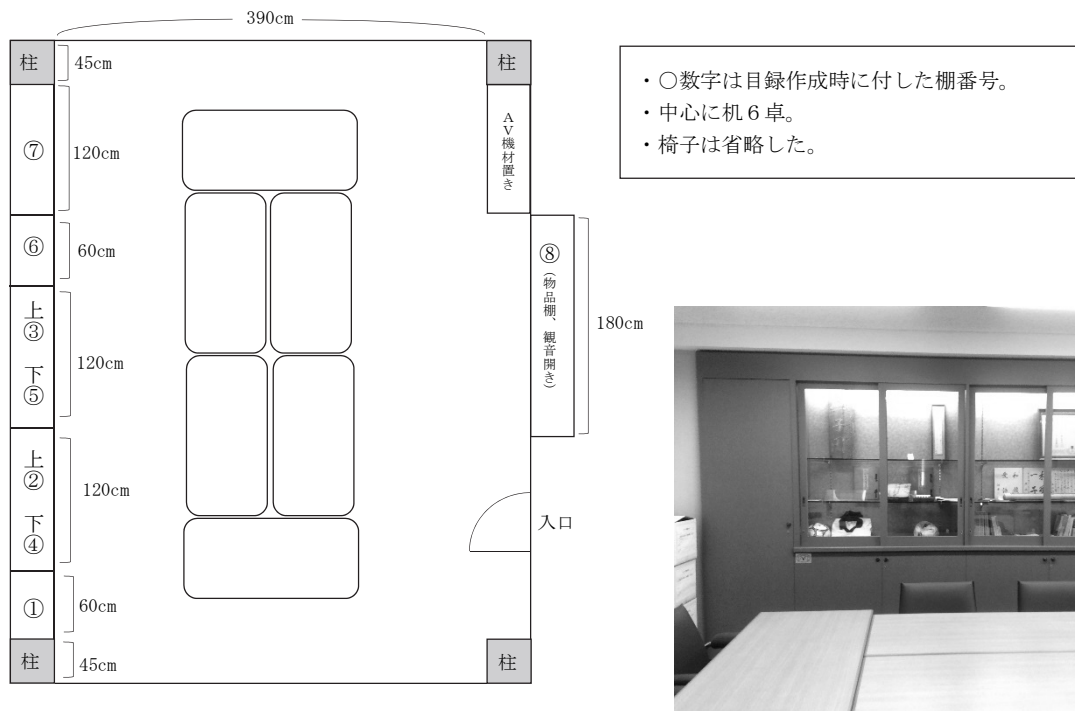 390cm
柱
45cm
柱
⑦
120cm
AV機材置き
⑥
60cm
⑧
(物品棚、観音開き)
180cm
上③ 下⑤
120cm
上② 下④
120cm
入口
①
60cm
柱
45cm
柱
・○数字は目録作成時に付した棚番号。
・中心に机６卓。
・椅子は省略した。